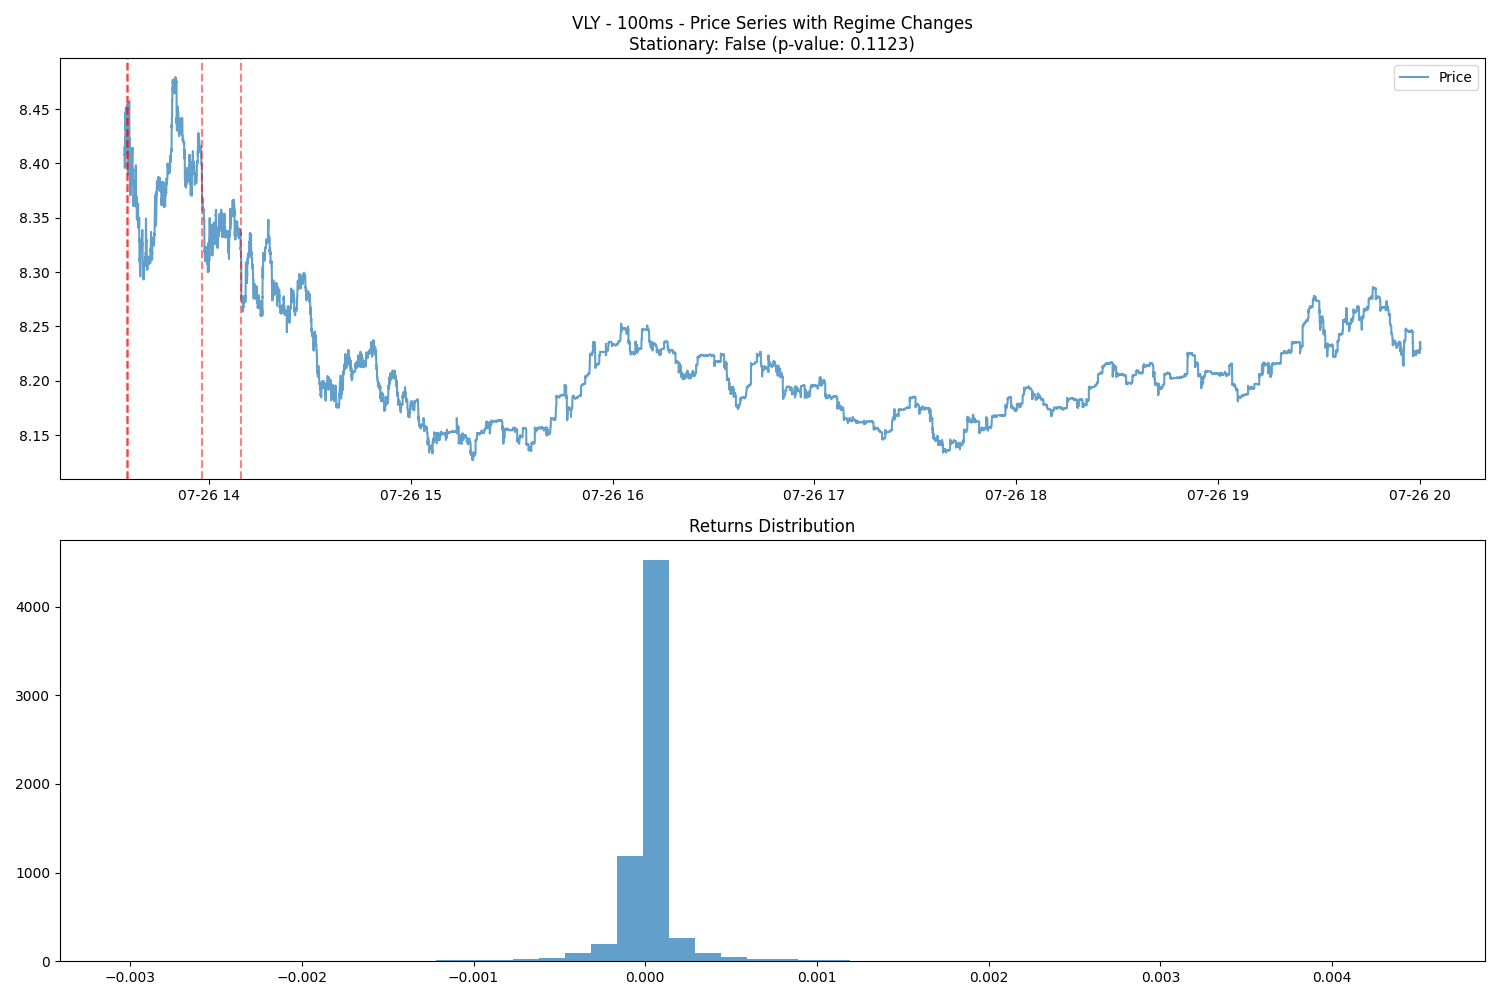 VLY - 100ms - Price Series with Regime Changes
Stationary: False (p-value: 0.1123)
Price
8.45
8.40
8.35
8.30
8.25
8.20
8.15
07-26 14 07-26 15 07-26 16 07-26 17 07-26 18 07-26 19 07-26 20
Returns Distribution
4000
3000
2000
1000
0
−0.003 −0.002 −0.001 0.000 0.001 0.002 0.003 0.004